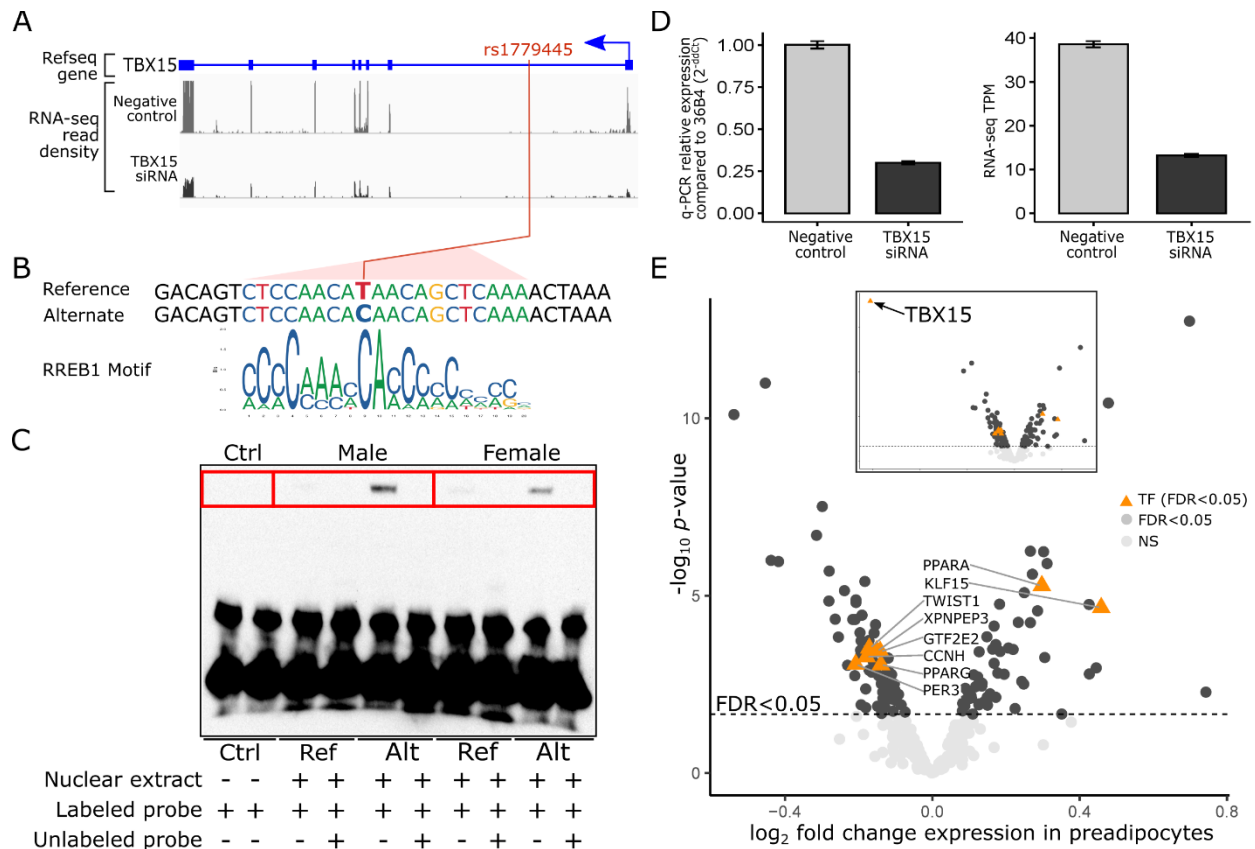 A
rs1779445
Refseq gene
TBX15
RNA-seq read density
Negative control
TBX15 siRNA
B
Reference
GACAGTCTCCAACATAACAGCTCAAAACTAAA
Alternate
GACAGTCTCCAACACAACAGCTCAAAACTAAA
RREB1 Motif
C
Ctrl Male Female
Ctrl Ref Alt Ref Alt
Nuclear extract - - + + + + + + + +
Labeled probe + + + + + + + + + +
Unlabeled probe - - - + - + - + - +
D
q-PCR relative expression
compared to 36B4 (2^-ddCt)
1.00
0.75
0.50
0.25
0.00
Negative control
TBX15 siRNA
RNA-seq TPM
40
30
20
10
0
Negative control
TBX15 siRNA
E
TBX15
TF (FDR<0.05)
FDR<0.05
NS
PPARA
KLF15
TWIST1
XPNPEP3
GTF2E2
CCNH
PPARG
PER3
FDR<0.05
-log10 p-value
10
5
0
−0.4 0.0 0.4 0.8
log2 fold change expression in preadipocytes